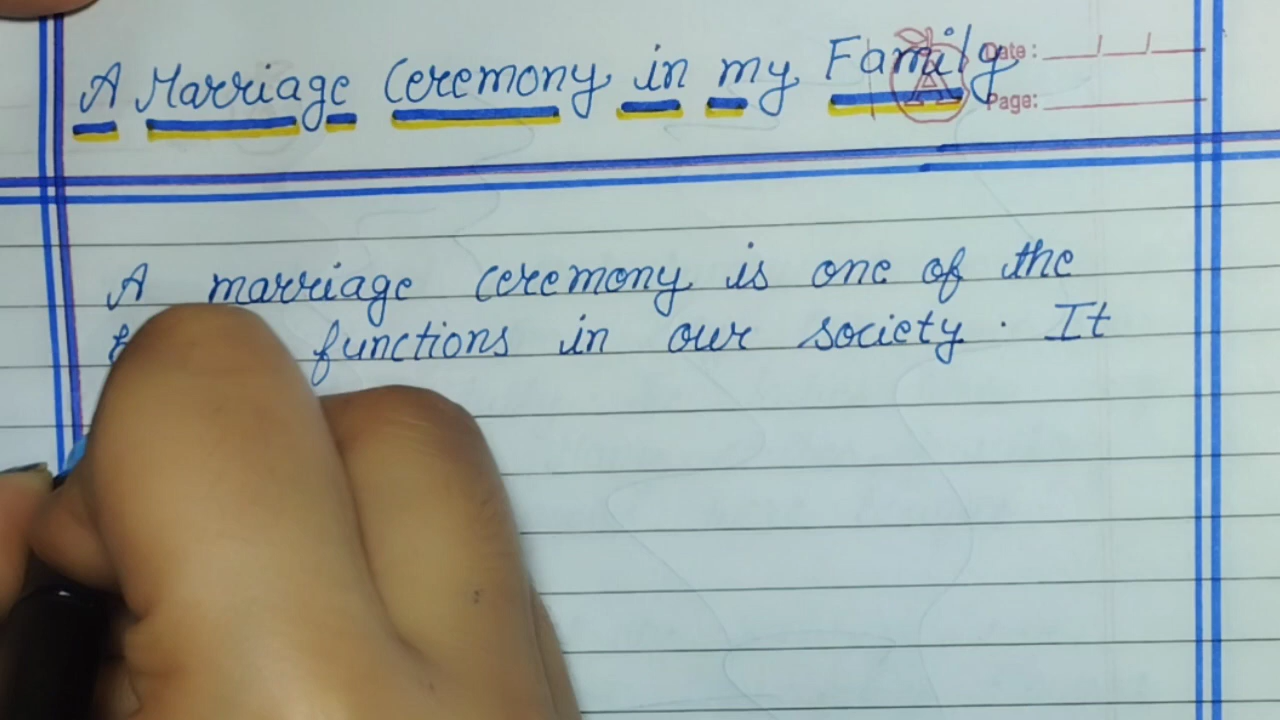 A Marriage Ceremony in my Family
Date :
Page:
A marriage ceremony is one of the
functions in our society. It